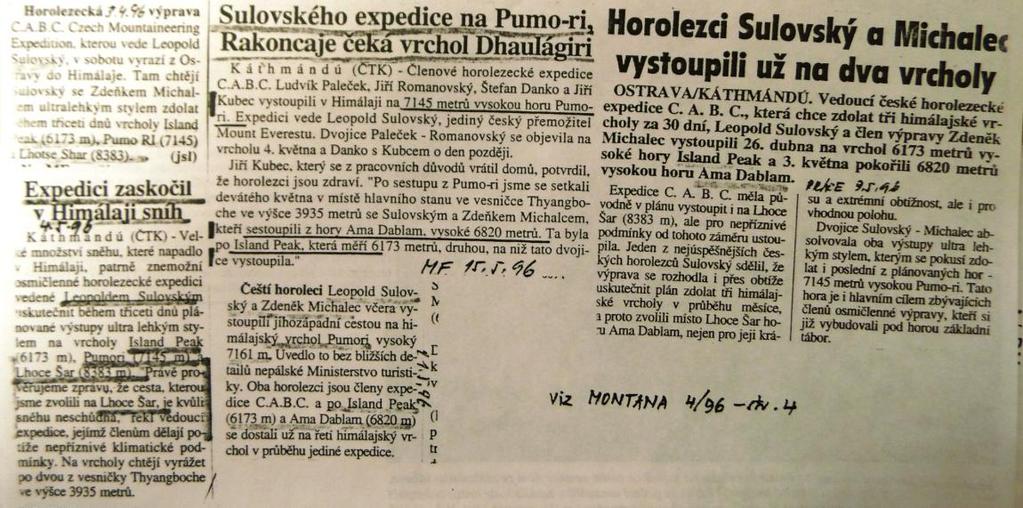 Horolezecká 3.4.96 výprava
C.A.B.C. Czech Mountaineering
Expedition, kterou vede Leopold
Sulovský, v sobotu vyrazí z Os-
travy do Himálaje. Tam chtějí
Sulovský se Zdeňkem Michal-
em ultralehkým stylem zdolat
během třiceti dnů vrcholy Island
Peak (6173 m), Pumo RI (7145)
a Lhotse Shar (8383). (jsl)
Expedici zaskočil
v Himálaji sníh
4.5.96
Káthmándú (ČTK) - Vel-
ké množství sněhu, které napadlo
v Himálaji, patrně znemožní
osmičlenné horolezecké expedici
vedené Leopoldem Sulovským
uskutečnit během třiceti dnů plá-
nované výstupy ultra lehkým sty-
lem na vrcholy Island Peak
(6173 m), Pumori (7145 m) a
Lhoce Šar (8383 m). "Právě pro-
věřujeme zprávu, že cesta, kterou
jsme zvolili na Lhoce Šar, je kvůli
sněhu neschůdná," řekl vedoucí
expedice, jejímž členům dělají po-
tíže nepříznivé klimatické pod-
mínky. Na vrcholy chtějí vyrážet
po dvou z vesničky Thyangboche
ve výšce 3935 metrů.
Sulovského expedice na Pumo-ri,
Rakoncaje čeká vrchol Dhaulágiri
Káthmándú (ČTK) - Členové horolezecké expedice
C.A.B.C. Ludvík Paleček, Jiří Romanovský, Štefan Danko a Jiří
Kubec vystoupili v Himálaji na 7145 metrů vysokou horu Pumo-
ri. Expedici vede Leopold Sulovský, jediný český přemožitel
Mount Everestu. Dvojice Paleček - Romanovský se objevila na
vrcholu 4. května a Danko s Kubcem o den později.
Jiří Kubec, který se z pracovních důvodů vrátil domů, potvrdil,
že horolezci jsou zdraví. "Po sestupu z Pumo-ri jsme se setkali
devátého května v místě hlavního stanu ve vesničce Thyangbo-
che ve výšce 3935 metrů se Sulovským a Zdeňkem Michalcem,
kteří sestoupili z hory Ama Dablam, vysoké 6820 metrů. Ta byla
po Island Peak, která měří 6173 metrů, druhou, na niž tato dvoji-
ce vystoupila."
MF 15.5.96 ....
Čeští horolezci Leopold Sulov-
ský a Zdeněk Michalec včera vy-
stoupili jihozápadní cestou na hi-
málajský vrchol Pumori vysoký
7161 m. Uvedlo to bez bližších de-
tailů nepálské Ministerstvo turisti-
ky. Oba horolezci jsou členy expe-
dice C.A.B.C. a po Island Peak
(6173 m) a Ama Dablam (6820 m)
se dostali už na třetí himálajský vr-
chol v průběhu jediné expedice.
Horolezci Sulovský a Michalec
vystoupili už na dva vrcholy
OSTRAVA/KÁTHMÁNDÚ. Vedoucí české horolezecké
expedice C. A. B. C., která chce zdolat tři himálajské vr-
choly za 30 dní, Leopold Sulovský a člen výpravy Zdeněk
Michalec vystoupili 26. dubna na vrchol 6173 metrů vy-
soké hory Island Peak a 3. května pokořili 6820 metrů
vysokou horu Ama Dablam.
PRÁCE 9.5.96
Expedice C. A. B. C. měla pů-
vodně v plánu vystoupit i na Lhoce
Šar (8383 m), ale pro nepříznivé
podmínky od tohoto záměru ustou-
pila. Jeden z nejúspěšnějších čes-
kých horolezců Sulovský sdělil, že
výprava se rozhodla i přes obtíže
uskutečnit plán zdolat tři himálaj-
ské vrcholy v průběhu měsíce,
a proto zvolili místo Lhoce Šar ho-
ru Ama Dablam, nejen pro její krá-
su a extrémní obtížnost, ale i pro
vhodnou polohu.
Dvojice Sulovský - Michalec ab-
solvovala oba výstupy ultra leh-
kým stylem, kterým se pokusí zdo-
lat i poslední z plánovaných hor -
7145 metrů vysokou Pumo-ri. Tato
hora je i hlavním cílem zbývajících
členů osmičlenné výpravy, kteří si
již vybudovali pod horou základní
tábor.
viz MONTANA 4/96 - str. 4